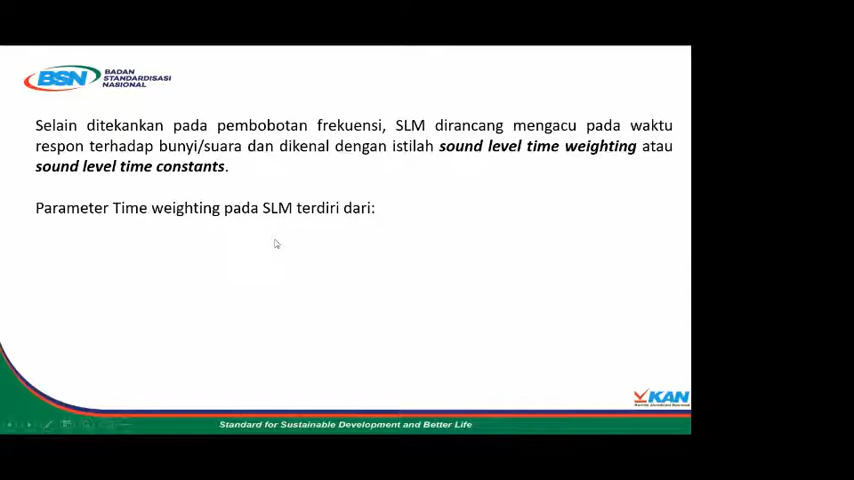 BSN
BADAN
STANDARDISASI
NASIONAL
Selain ditekankan pada pembobotan frekuensi, SLM dirancang mengacu pada waktu
respon terhadap bunyi/suara dan dikenal dengan istilah sound level time weighting atau
sound level time constants.
Parameter Time weighting pada SLM terdiri dari:
KAN
Standard for Sustainable Development and Better Life